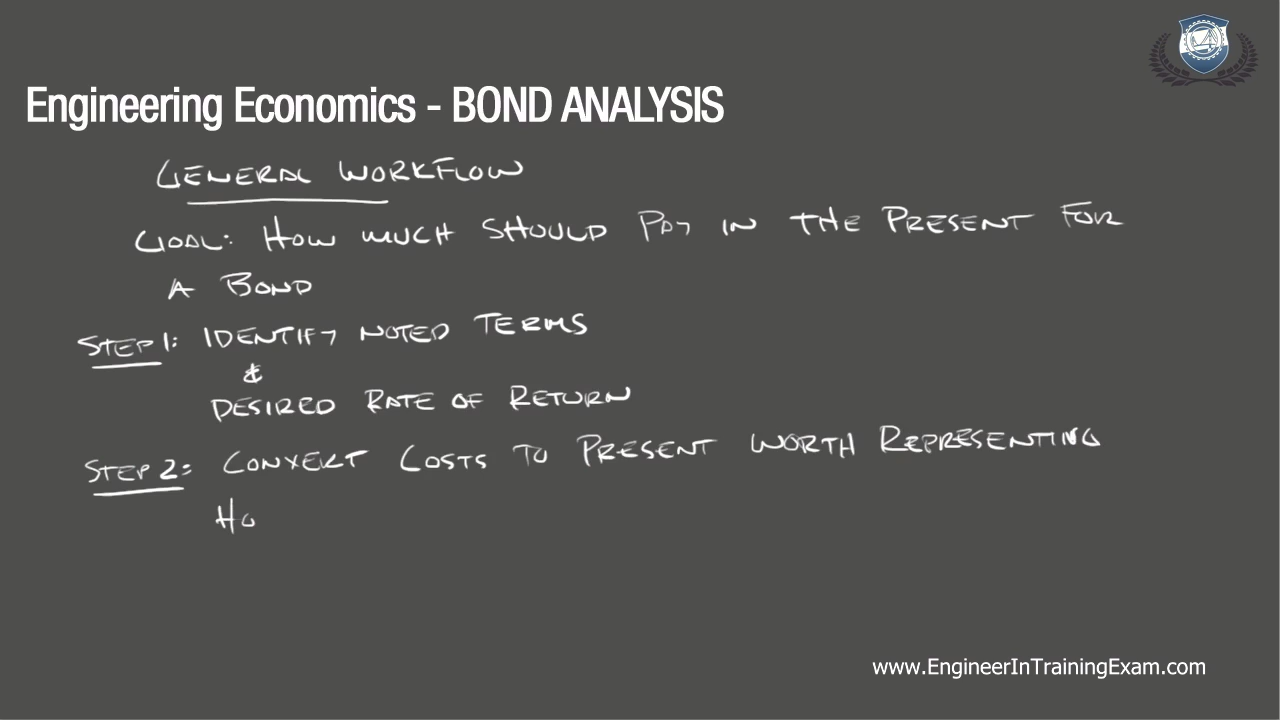 Engineering Economics - BOND ANALYSIS
GENERAL WORKFLOW
GOAL: HOW MUCH SHOULD PAY IN THE PRESENT FOR
A BOND
STEP 1: IDENTIFY NOTED TERMS
&
DESIRED RATE OF RETURN
STEP 2: CONVERT COSTS TO PRESENT WORTH REPRESENTING
HO
www.EngineerInTrainingExam.com